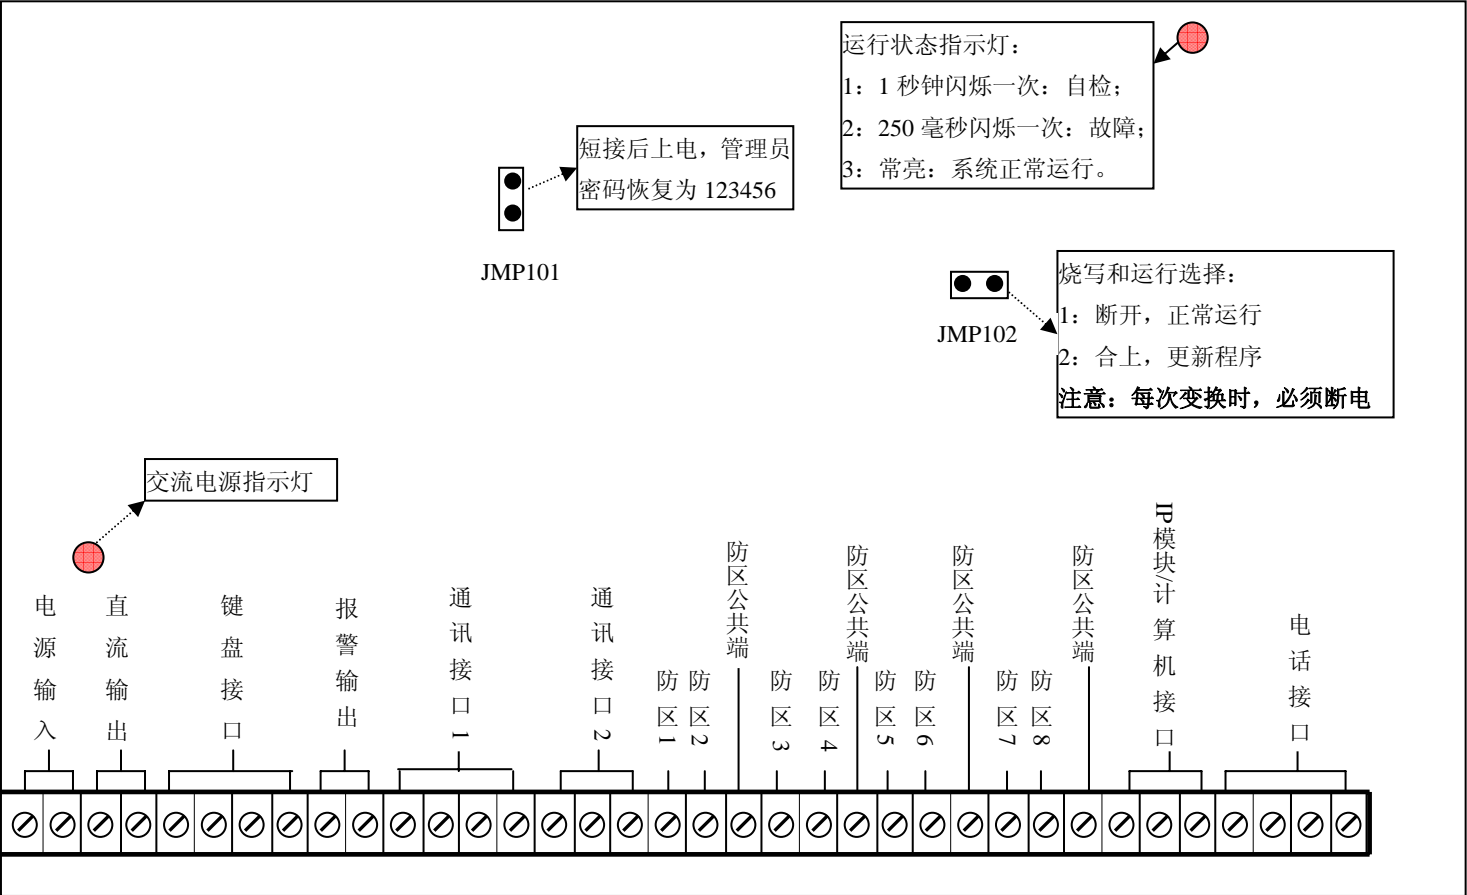 运行状态指示灯：
1：1 秒钟闪烁一次：自检；
2：250 毫秒闪烁一次：故障；
3：常亮：系统正常运行。
短接后上电，管理员
密码恢复为 123456
JMP101
烧写和运行选择：
1：断开，正常运行
2：合上，更新程序
注意：每次变换时，必须断电
JMP102
交流电源指示灯
电源输入
直流输出
键盘接口
报警输出
通讯接口1
通讯接口2
防区1
防区2
防区公共端
防区3
防区4
防区公共端
防区5
防区6
防区公共端
防区7
防区8
防区公共端
IP模块/计算机接口
电话接口